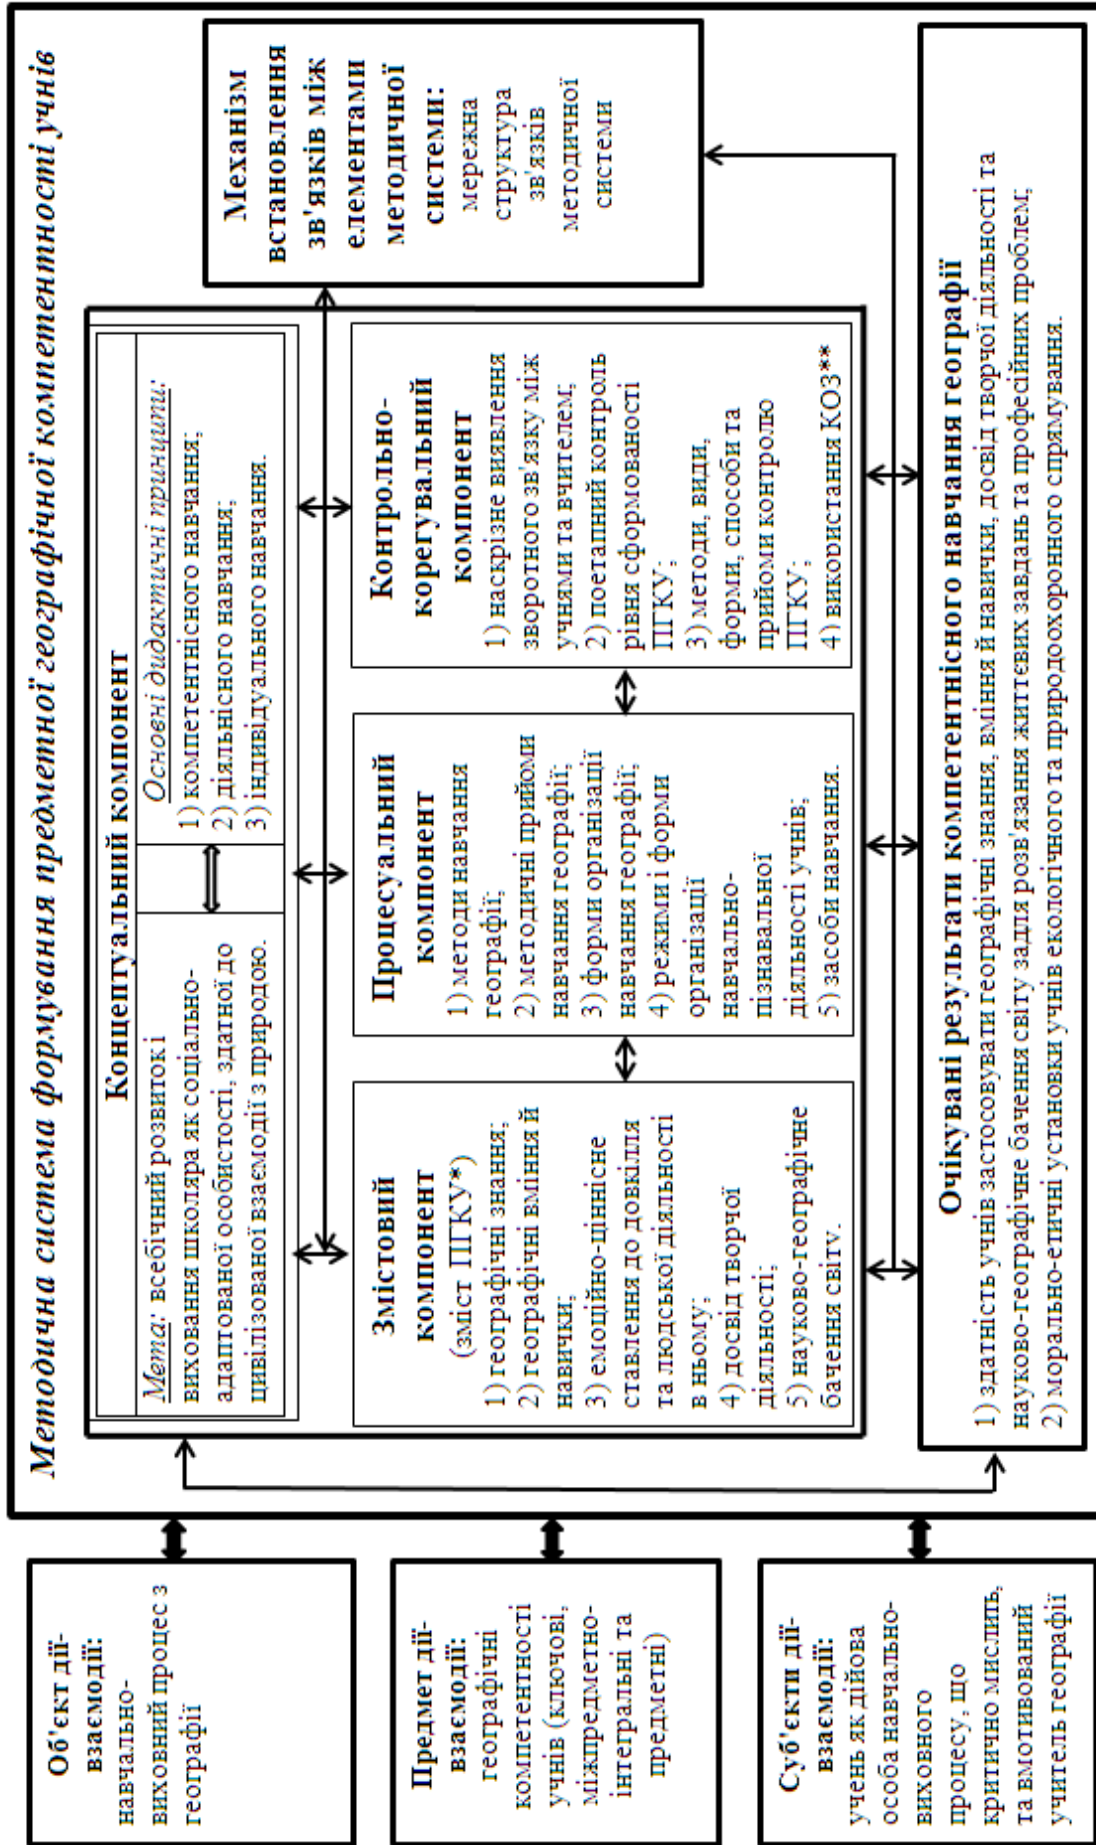 Методична система формування предметної географічної компетентності учнів
Об'єкт дії-
взаємодії:
навчально-
виховний процес з
географії
Предмет дії-
взаємодії:
географічні
компетентності
учнів (ключові,
міжпредметно-
інтегральні та
предметні)
Суб'єкти дії-
взаємодії:
учень як дійова
особа навчально-
виховного
процесу, що
критично мислить,
та вмотивований
учитель географії
Концептуальний компонент
Мета: всебічний розвиток і
виховання школяра як соціально-
адаптованої особистості, здатної до
цивілізованої взаємодії з природою.
Основні дидактичні принципи:
1) компетентнісного навчання;
2) діяльнісного навчання;
3) індивідуального навчання.
Змістовий
компонент
(зміст ПГКУ*)
1) географічні знання;
2) географічні вміння й
навички;
3) емоційно-ціннісне
ставлення до довкілля
та людської діяльності
в ньому;
4) досвід творчої
діяльності;
5) науково-географічне
бачення світу.
Процесуальний
компонент
1) методи навчання
географії;
2) методичні прийоми
навчання географії;
3) форми організації
навчання географії;
4) режими і форми
організації
навчально-
пізнавальної
діяльності учнів;
5) засоби навчання.
Контрольно-
корегувальний
компонент
1) наскрізне виявлення
зворотного зв'язку між
учнями та вчителем;
2) поетапний контроль
рівня сформованості
ПГКУ;
3) методи, види,
форми, способи та
прийоми контролю
ПГКУ;
4) використання КОЗ**
Механізм
встановлення
зв'язків між
елементами
методичної
системи:
мережна
структура
зв'язків
методичної
системи
Очікувані результати компетентнісного навчання географії
1) здатність учнів застосовувати географічні знання, вміння й навички, досвід творчої діяльності та
науково-географічне бачення світу задля розв'язання життєвих завдань та професійних проблем;
2) морально-етичні установки учнів екологічного та природоохоронного спрямування.